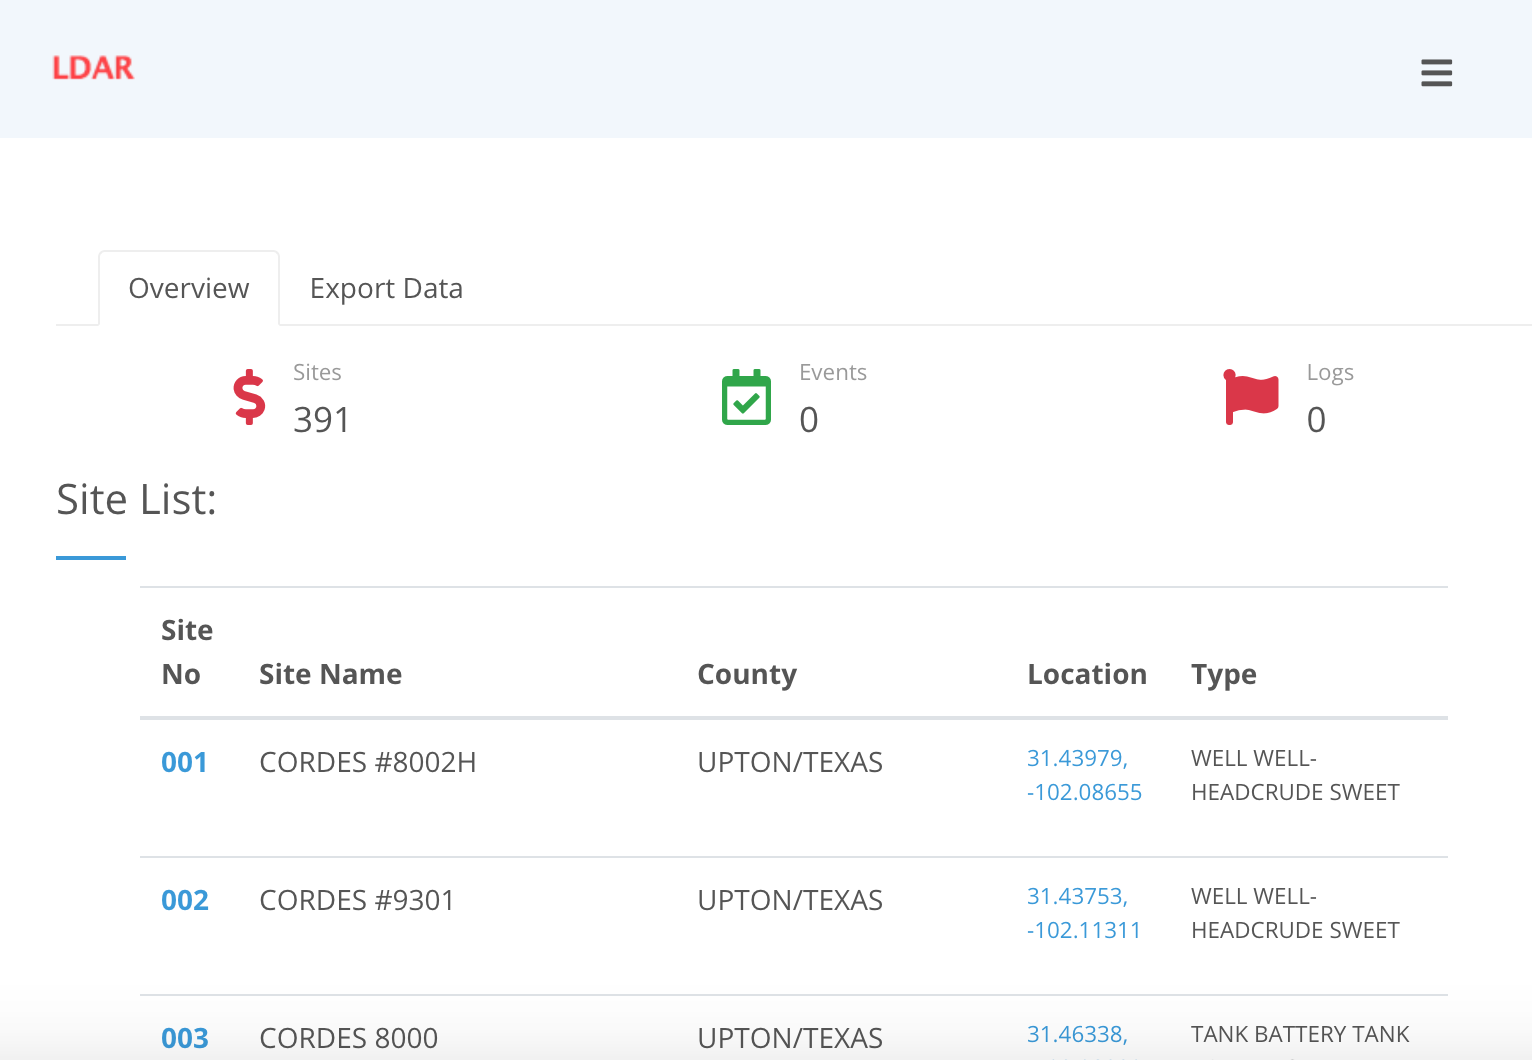 LDAR
Overview
Export Data
Sites
391
Events
0
Logs
0
Site List:
Site No
Site Name
County
Location
Type
001
CORDES #8002H
UPTON/TEXAS
31.43979,
-102.08655
WELL WELL-
HEADCRUDE SWEET
002
CORDES #9301
UPTON/TEXAS
31.43753,
-102.11311
WELL WELL-
HEADCRUDE SWEET
003
CORDES 8000
UPTON/TEXAS
31.46338,
TANK BATTERY TANK